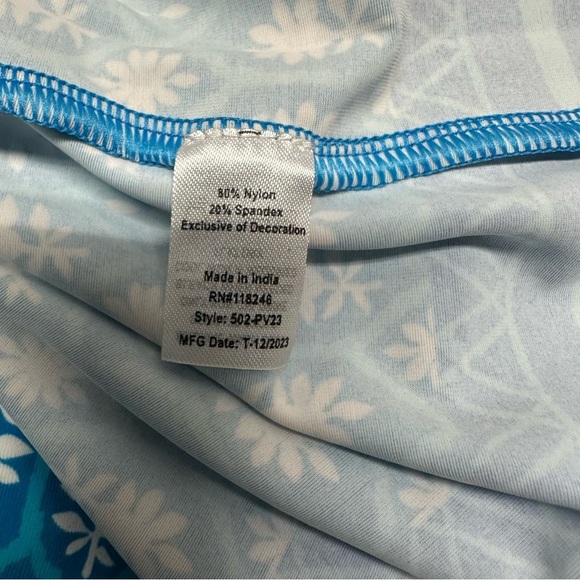 80% Nylon
20% Spandex
Exclusive of Decoration
Made in India
RN#118246
Style: 502-PV23
MFG Date: T-12/2023